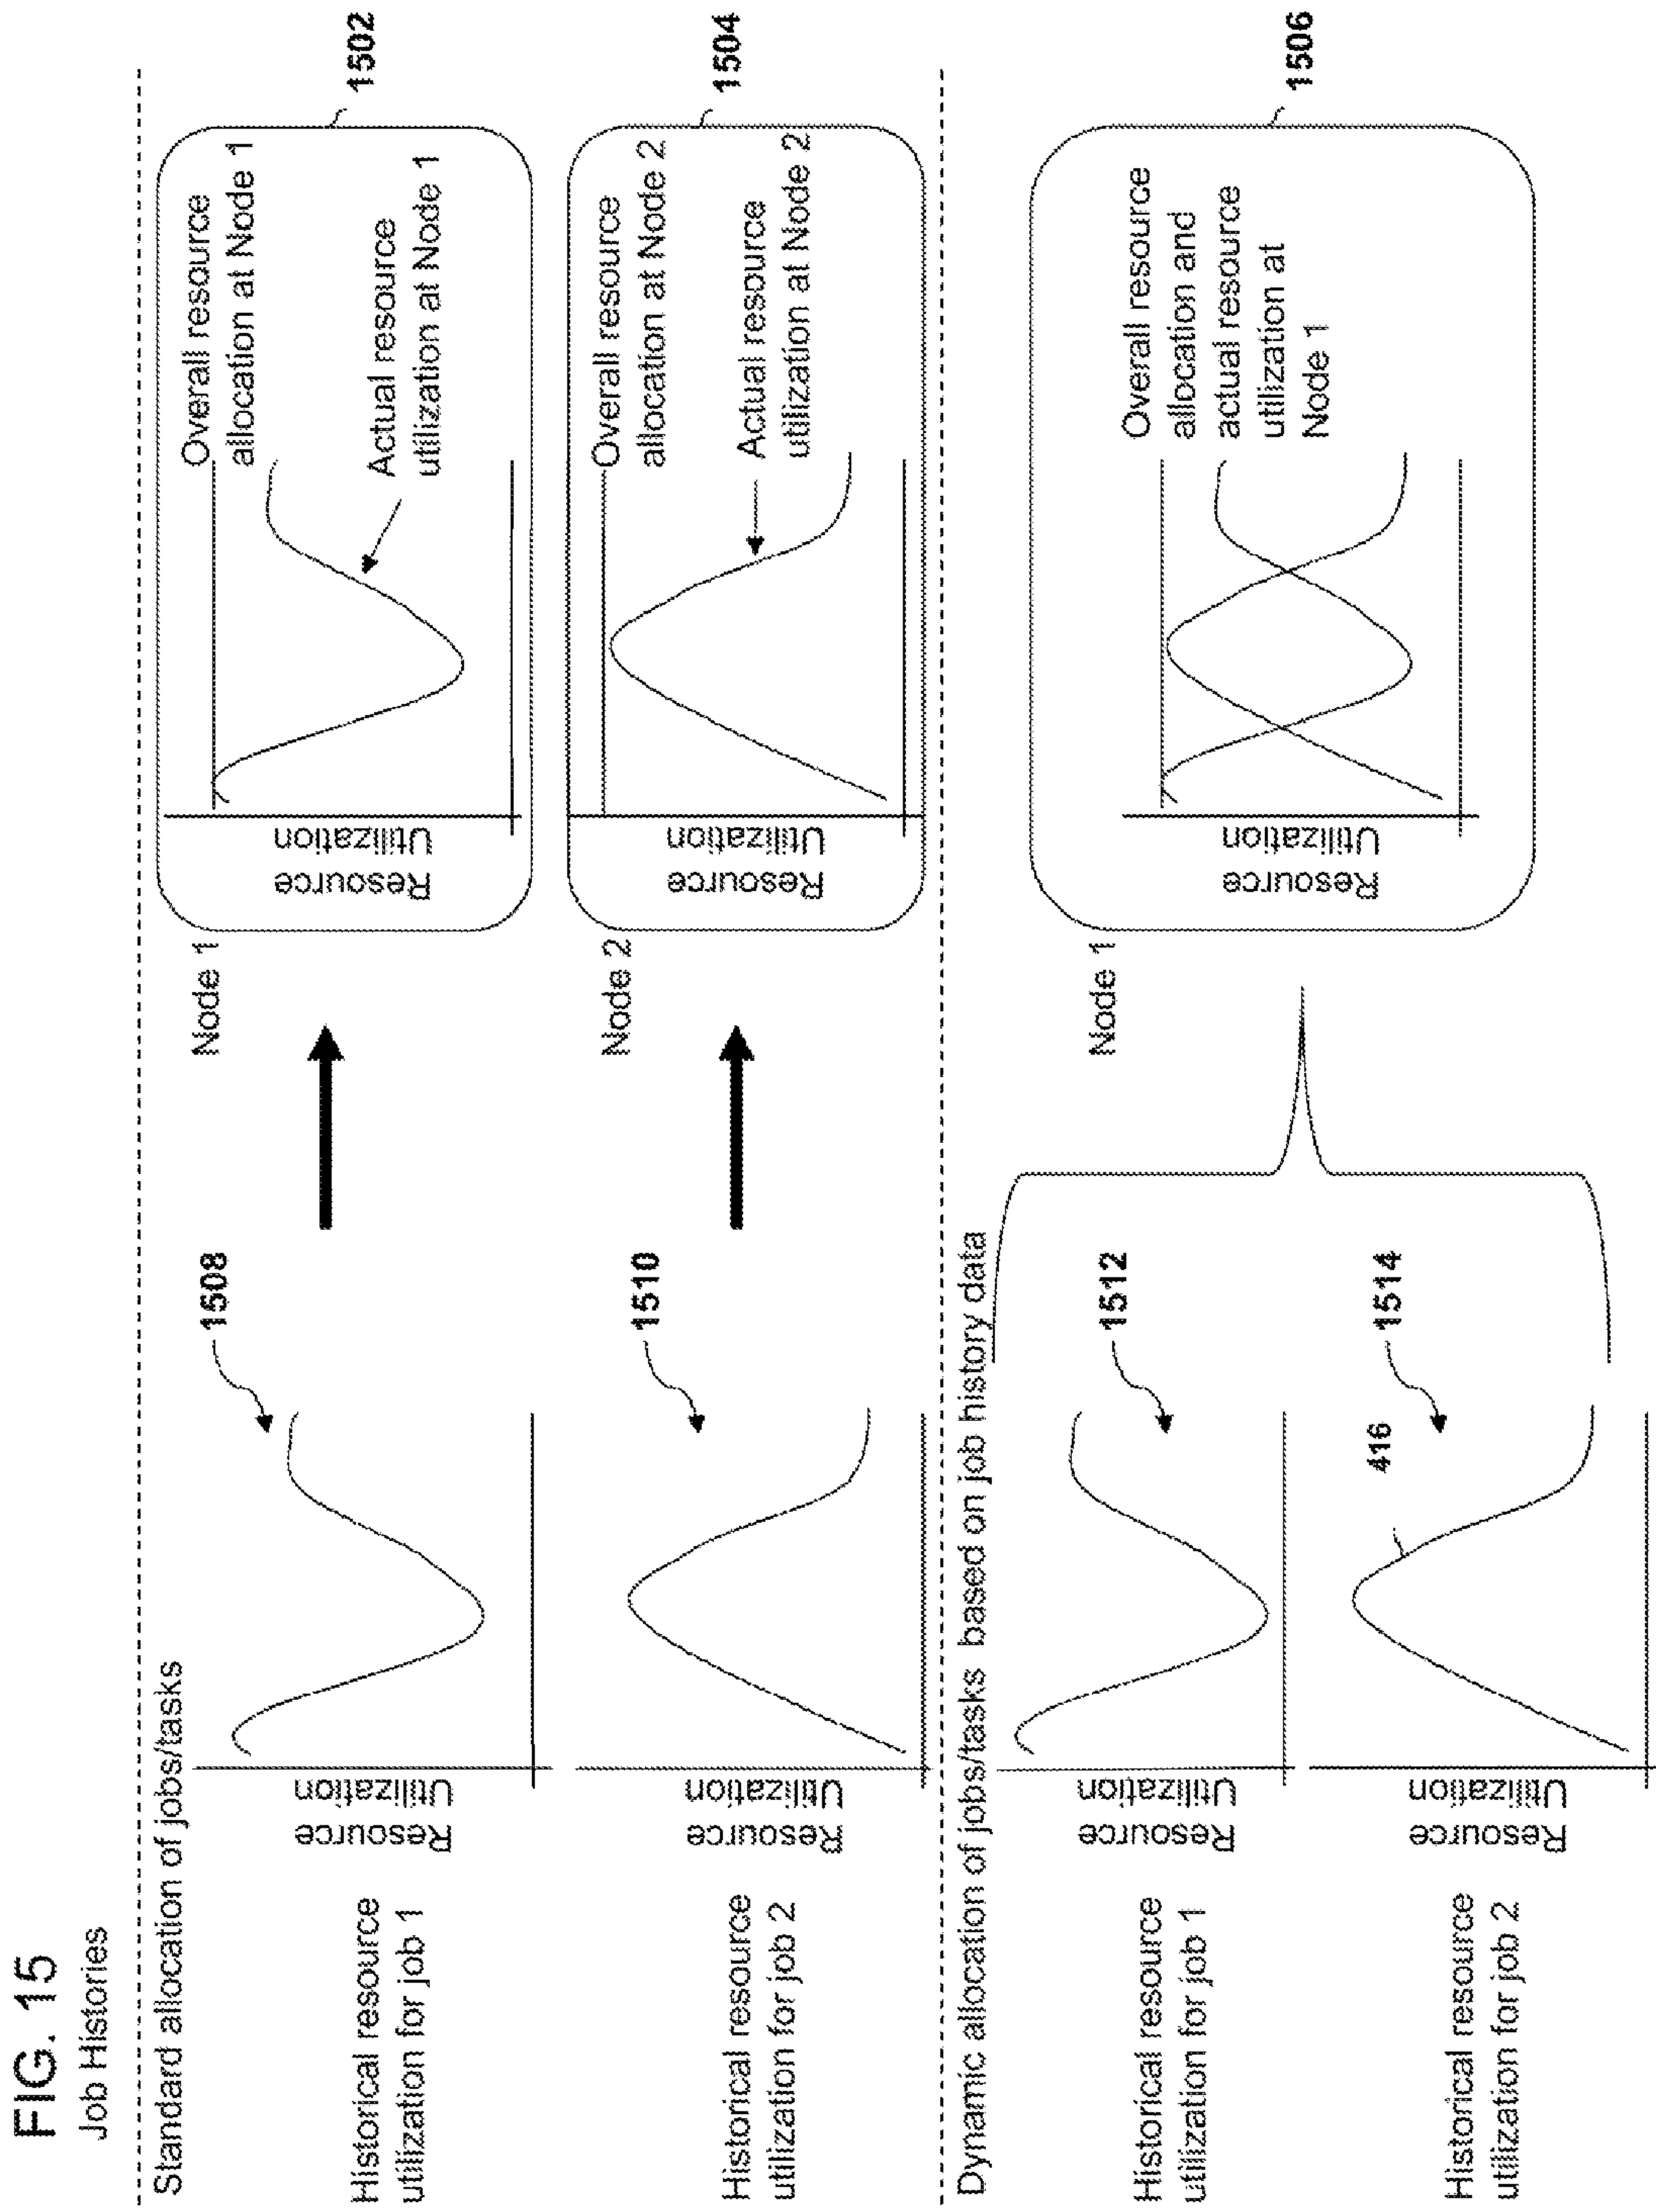 FIG. 15
Job Histories
Standard allocation of jobs/tasks
Historical resource
utilization for job 1
Resource
Utilization
1508
Node 1
Resource
Utilization
Overall resource
allocation at Node 1
Actual resource
utilization at Node 1
1502
Historical resource
utilization for job 2
Resource
Utilization
1510
Node 2
Resource
Utilization
Overall resource
allocation at Node 2
Actual resource
utilization at Node 2
1504
Dynamic allocation of jobs/tasks based on job history data
Historical resource
utilization for job 1
Resource
Utilization
1512
Historical resource
utilization for job 2
Resource
Utilization
416
1514
Node 1
Resource
Utilization
Overall resource
allocation and
actual resource
utilization at
Node 1
1506